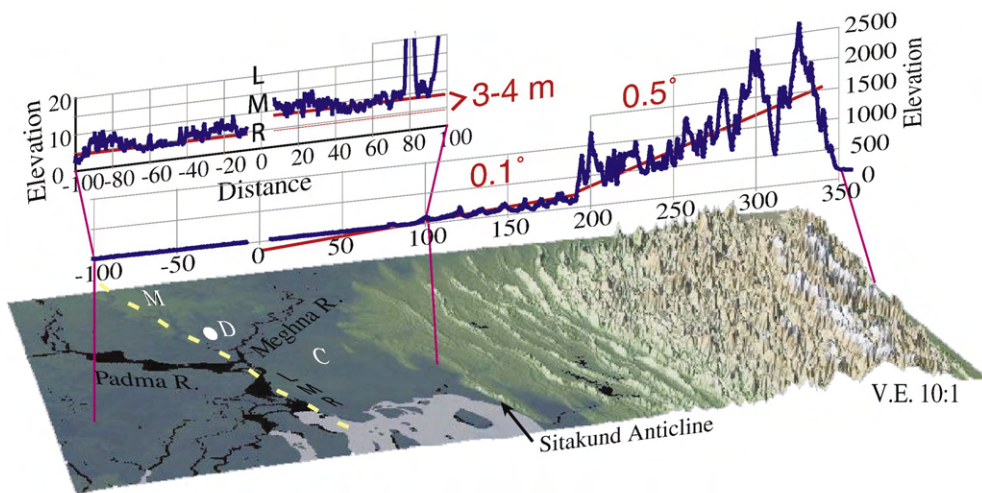 2500
2000
1500
1000
500
0
Elevation
20
10
0
Elevation
L
M
R
3-4 m
0.5°
0.1°
-100 -80 -60 -40 -20 0 20 40 60 80 100
Distance
-100 -50 0 50 100 150 200 250 300 350
M
D
Meghna R.
C
Padma R.
L
M
R
V.E. 10:1
Sitakund Anticline